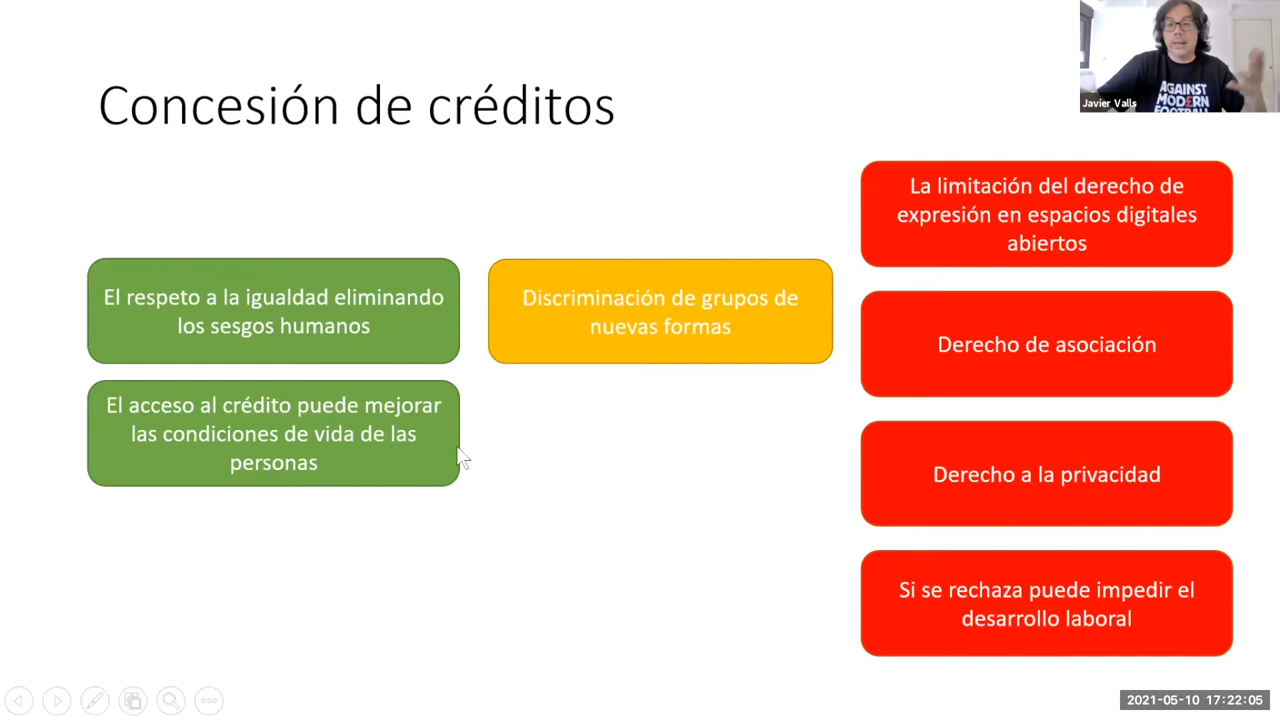 Concesión de créditos
Javier Valls
AGAINST
MODERN
FOOTBALL
El respeto a la igualdad eliminando
los sesgos humanos
El acceso al crédito puede mejorar
las condiciones de vida de las
personas
Discriminación de grupos de
nuevas formas
La limitación del derecho de
expresión en espacios digitales
abiertos
Derecho de asociación
Derecho a la privacidad
Si se rechaza puede impedir el
desarrollo laboral
2021-05-10 17:22:05